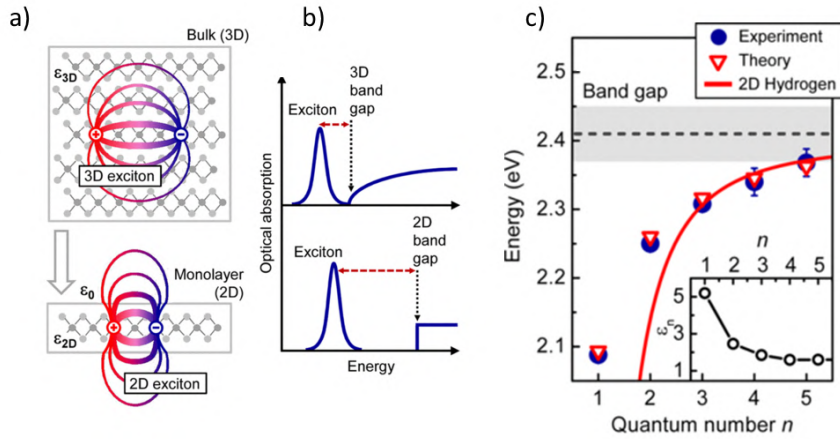 a)
Bulk (3D)
ε3D
+
−
3D exciton
Monolayer
(2D)
ε0
ε2D
+
−
2D exciton
b)
Optical absorption
Exciton
3D
band
gap
Exciton
2D
band
gap
Energy
c)
2.5
2.4
2.3
2.2
2.1
Energy (eV)
Experiment
Theory
2D Hydrogen
Band gap
n
1 2 3 4 5
5
3
1
εn
1 2 3 4 5
Quantum number n